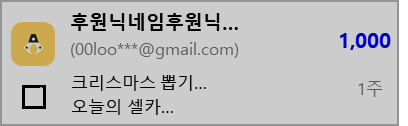 후원닉네임후원닉...
(00loo***@gmail.com)
1,000
크리스마스 뽑기...
오늘의 셀카...
1주